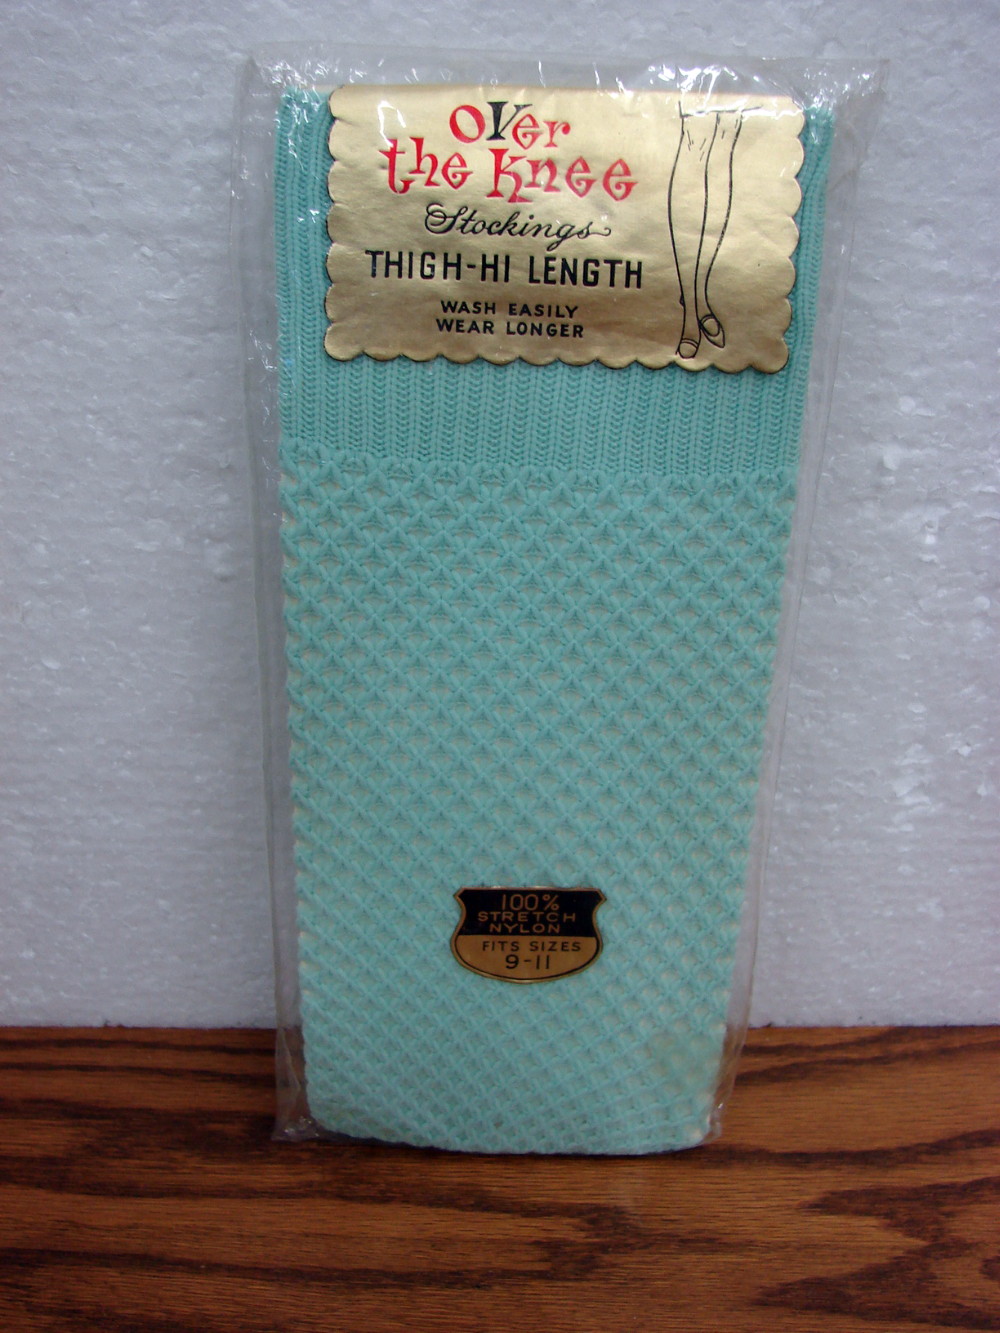 Over
the Knee
Stockings
THIGH-HI LENGTH
WASH EASILY
WEAR LONGER
100%
STRETCH
NYLON
FITS SIZES
9-11